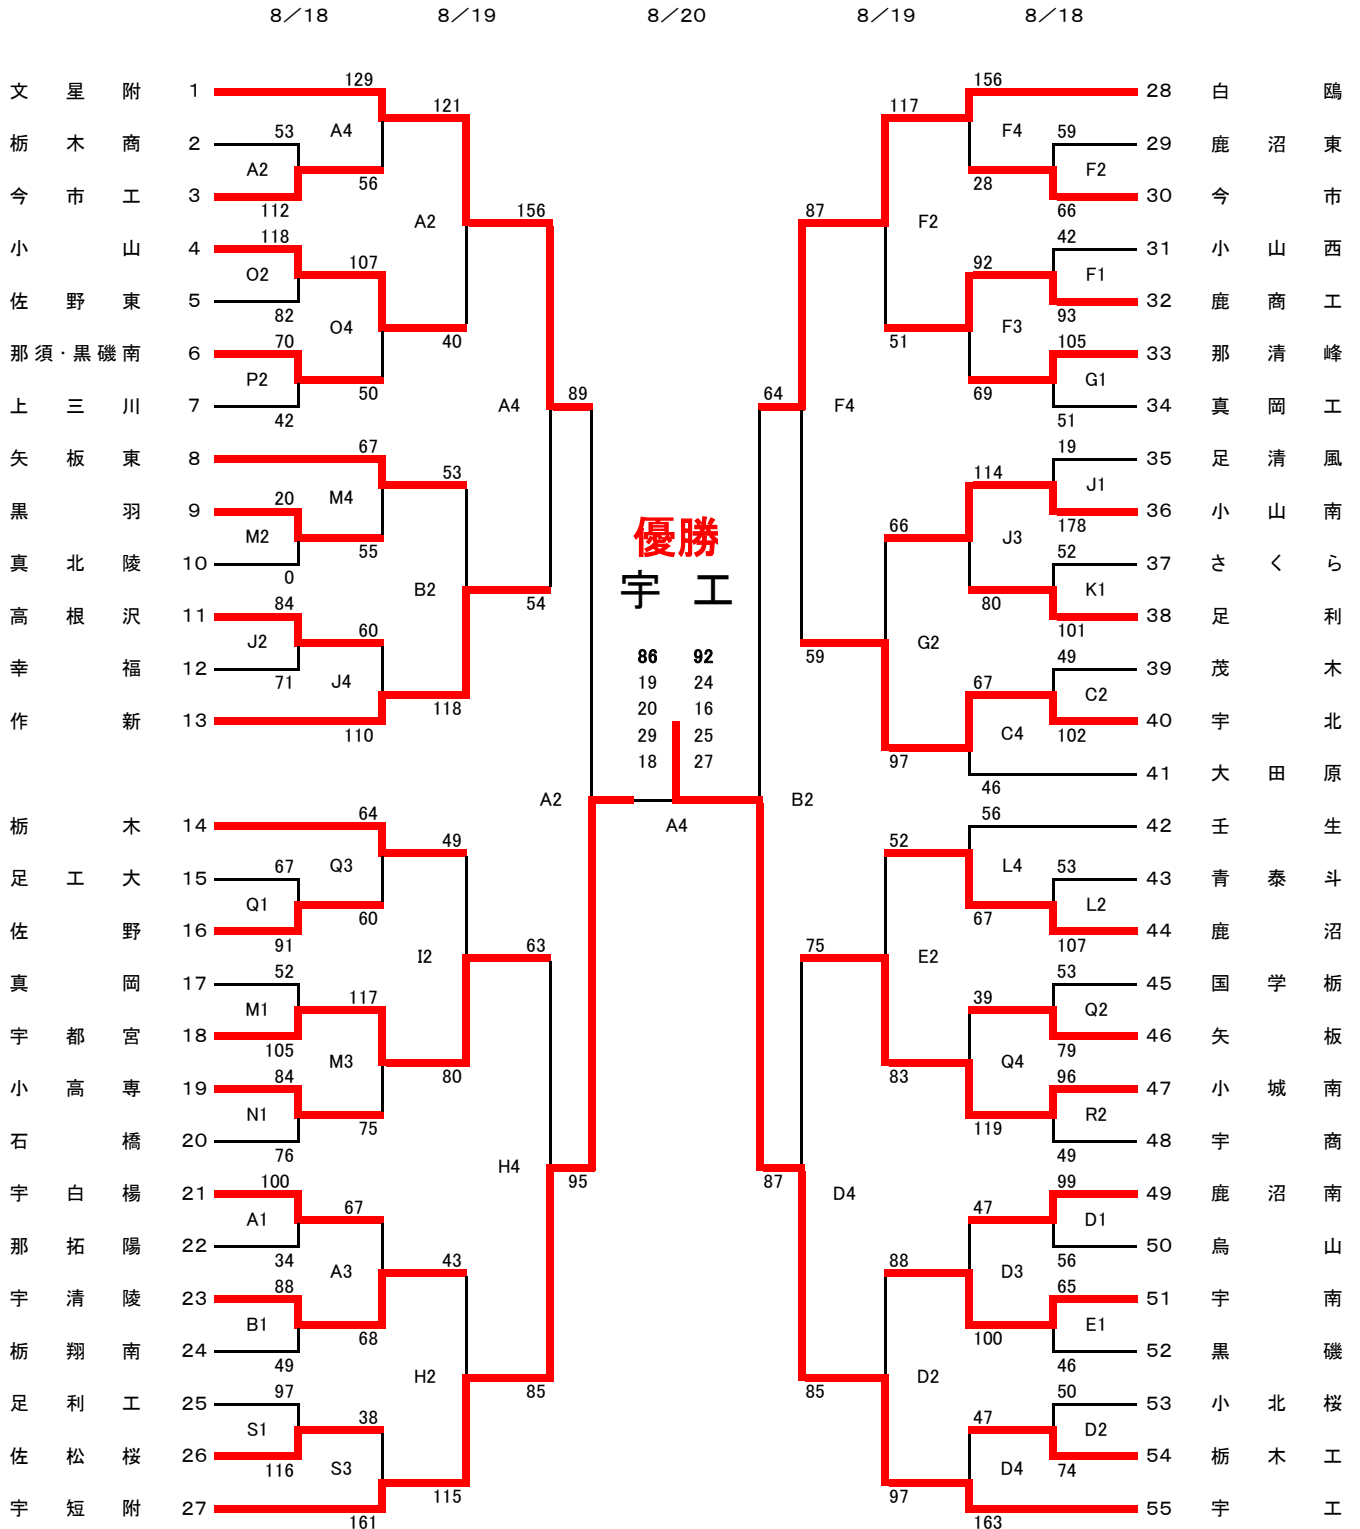 8／18 8／19 8／20 8／19 8／18
129 156
文星附 1 121 117 28 白鴎
53 A4 F4 59
栃木商 2 29 鹿沼東
A2 56 28 F2
今市工 3 30 今市
112 156 87 66
118 A2 F2 42
小山 4 31 小山西
O2 107 92 F1
佐野東 5 32 鹿商工
82 O4 F3 93
70 40 51 105
那須・黒磯南 6 33 那清峰
P2 50 69 G1
上三川 7 A4 89 64 F4 34 真岡工
42 51
67 19
矢板東 8 53 114 35 足清風
20 M4 J1
黒羽 9 66 36 小山南
M2 55 優勝 J3 178
真北陵 10 52 37 さくら
0 B2 宇工 K1
84 54 80
高根沢 11 38 足利
J2 60 101
幸福 12 86 92 59 G2 49 39 茂木
71 J4 19 24 67 C2
作新 13 118 20 16 40 宇北
110 29 25 C4 102
18 27 97
41 大田原
A2 B2 46
64 A4 56
栃木 14 49 52 42 壬生
67 Q3 L4 53
足工大 15 43 青泰斗
Q1 60 67 L2
佐野 16 44 鹿沼
91 63 75 107
52 I2 E2 53
真岡 17 45 国学栃
M1 117 39 Q2
宇都宮 18 46 矢板
105 M3 Q4 79
84 80 83 96
小高専 19 47 小城南
N1 75 119 R2
石橋 20 48 宇商
76 H4 95 87 D4 49
100 99
宇白楊 21 49 鹿沼南
A1 67 47 D1
那拓陽 22 50 烏山
34 A3 43 88 D3 56
88 65
宇清陵 23 51 宇南
B1 68 100 E1
栃翔南 24 52 黒磯
49 H2 85 85 D2 46
97 50
足利工 25 53 小北桜
S1 38 47 D2
佐松桜 26 54 栃木工
116 S3 D4 74
115 97
宇短附 27 55 宇工
161 163